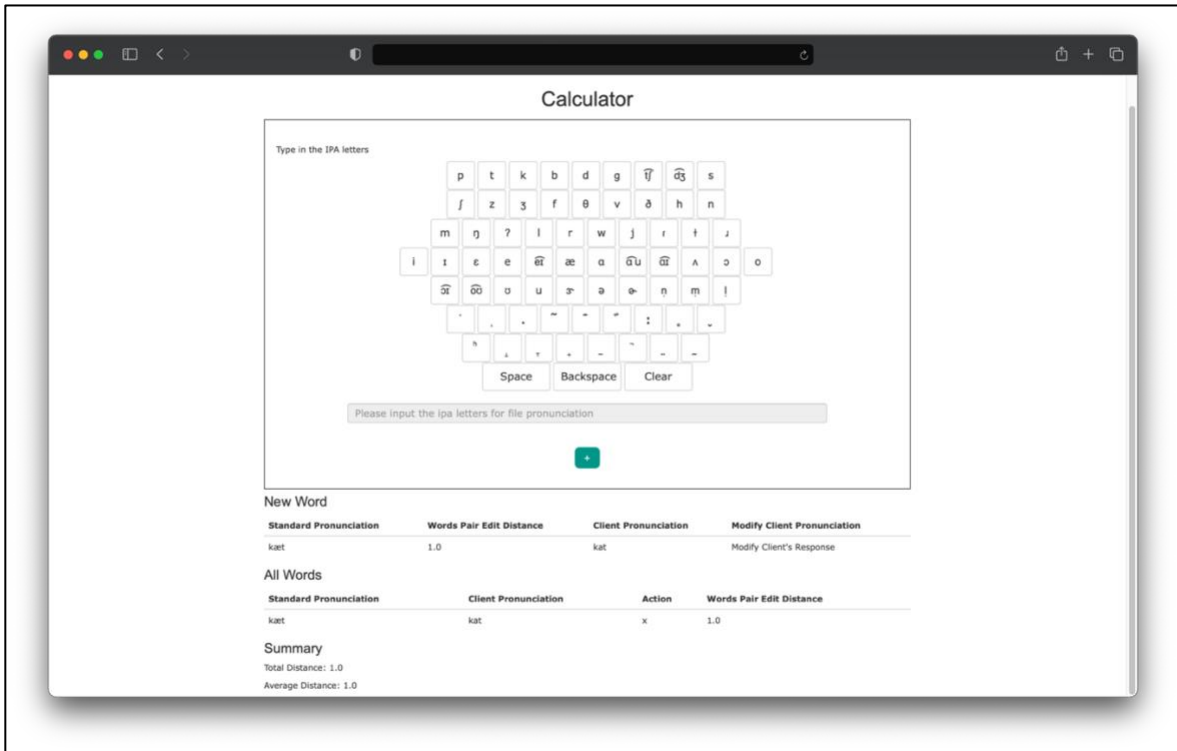 Calculator
Type in the IPA letters
p t k b d g t͡ʃ d͡ʒ s
ʃ z ʒ f θ v ð h n
m ŋ ʔ l r w j ɾ ɫ ɹ
i ɪ ɛ e e͡ɪ æ ɑ a͡u a͡ɪ ʌ ɔ o
ɔ͡ɪ o͡ʊ ʊ u ɝ ə ɚ n̩ m̩ l̩
Space Backspace Clear
Please input the ipa letters for file pronunciation
+
New Word
Standard Pronunciation Words Pair Edit Distance Client Pronunciation Modify Client Pronunciation
kæt 1.0 kat Modify Client's Response
All Words
Standard Pronunciation Client Pronunciation Action Words Pair Edit Distance
kæt kat x 1.0
Summary
Total Distance: 1.0
Average Distance: 1.0